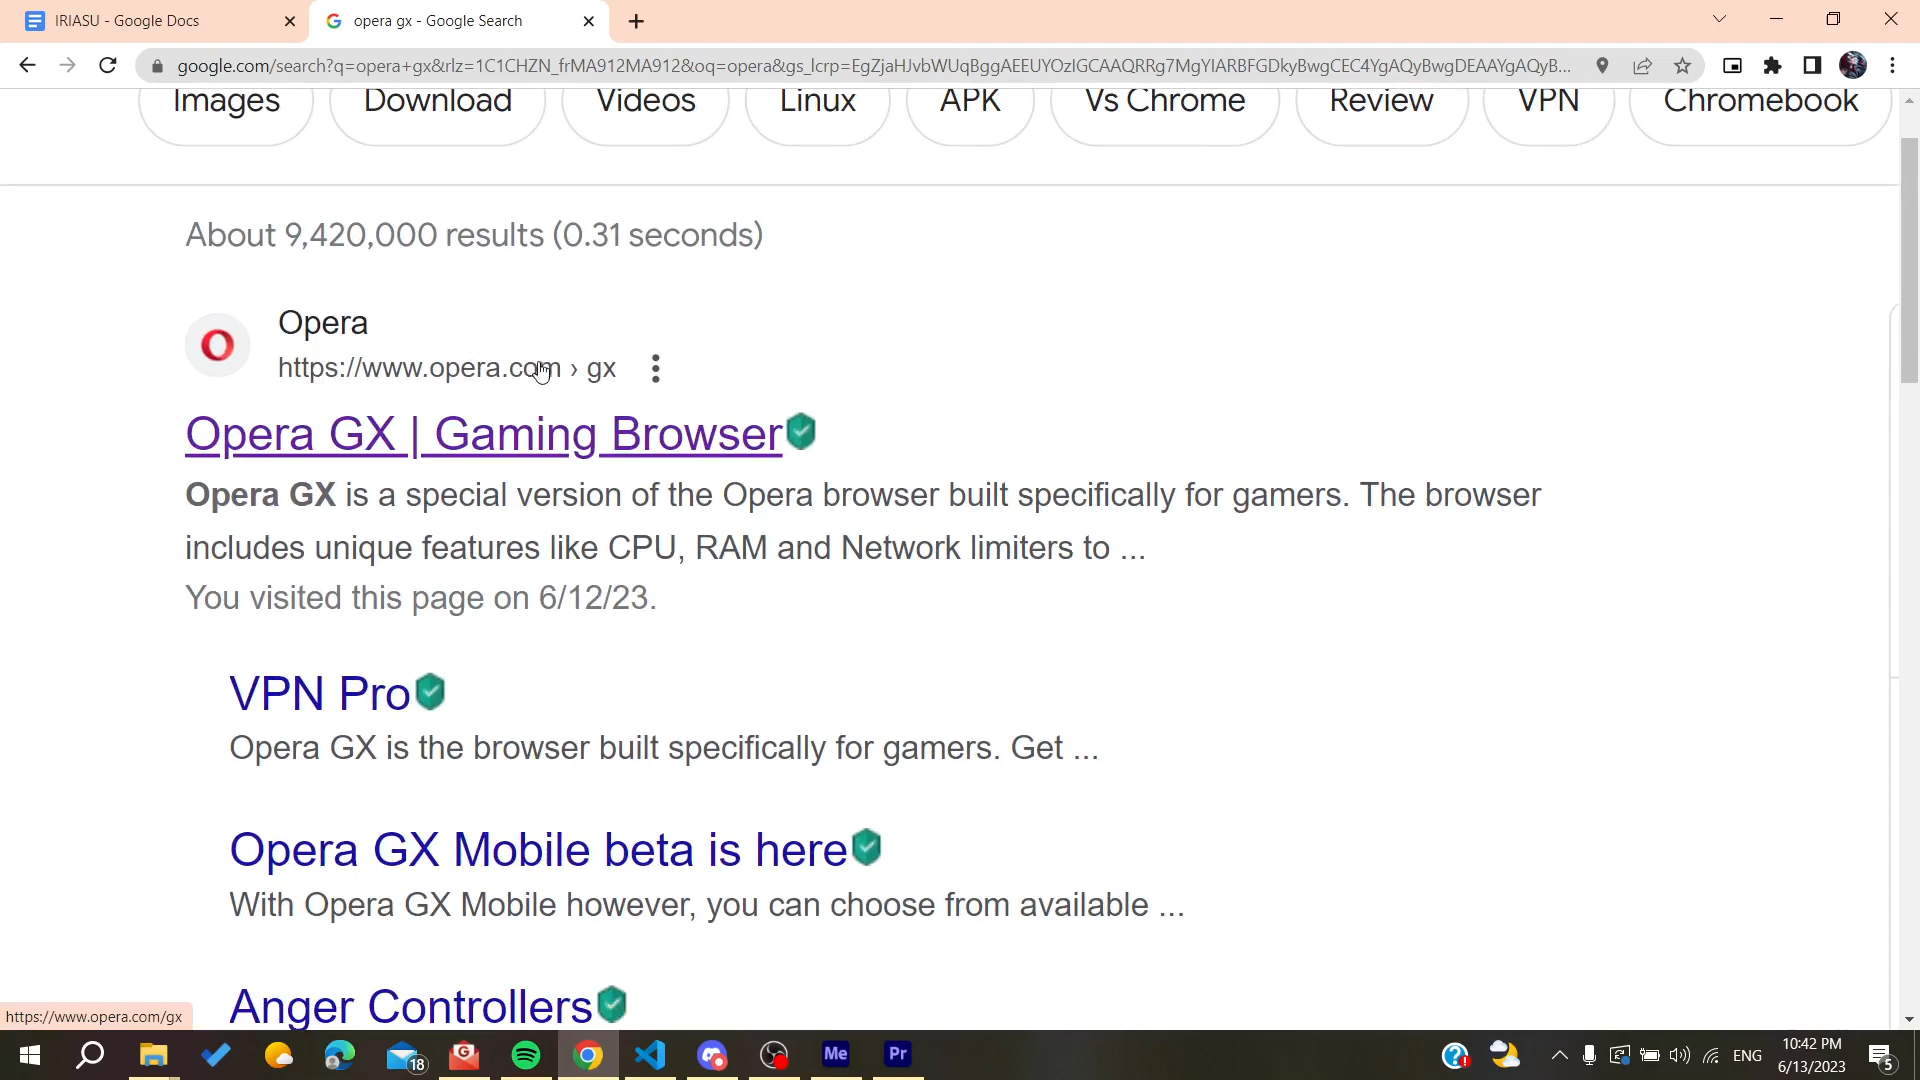 IRIASU - Google Docs
opera gx - Google Search
google.com/search?q=opera+gx&rlz=1C1CHZN_frMA912MA912&oq=opera&gs_lcrp=EgZjaHJvbWUqBggAEEUYOzIGCAAQRRg7MgYIARBFGDkyBwgCEC4YgAQyBwgDEAAYgAQyB...
Images
Download
Videos
Linux
APK
Vs Chrome
Review
VPN
Chromebook
About 9,420,000 results (0.31 seconds)
Opera
https://www.opera.com › gx
Opera GX | Gaming Browser
Opera GX is a special version of the Opera browser built specifically for gamers. The browser
includes unique features like CPU, RAM and Network limiters to ...
You visited this page on 6/12/23.
VPN Pro
Opera GX is the browser built specifically for gamers. Get ...
Opera GX Mobile beta is here
With Opera GX Mobile however, you can choose from available ...
Anger Controllers
https://www.opera.com/gx
18
Me
Pr
ENG
10:42 PM
6/13/2023
5